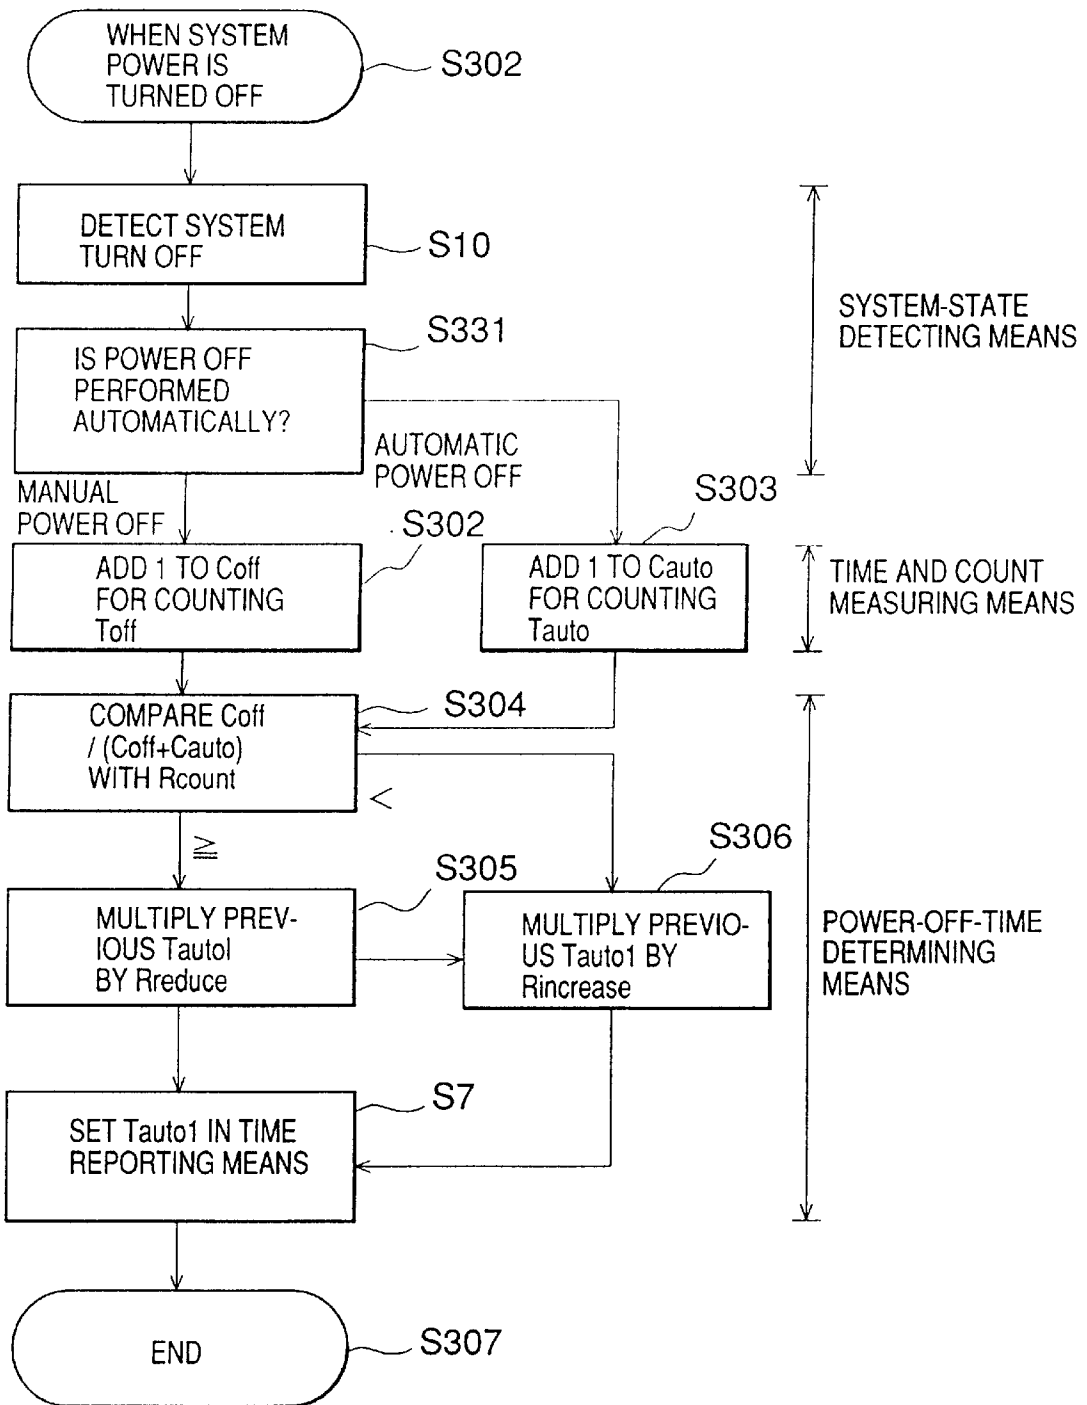 WHEN SYSTEM
POWER IS
TURNED OFF
S302
DETECT SYSTEM
TURN OFF
S10
SYSTEM-STATE
DETECTING MEANS
S331
IS POWER OFF
PERFORMED
AUTOMATICALLY?
AUTOMATIC
POWER OFF
MANUAL
POWER OFF
S302
S303
ADD 1 TO Coff
FOR COUNTING
Toff
ADD 1 TO Cauto
FOR COUNTING
Tauto
TIME AND COUNT
MEASURING MEANS
S304
COMPARE Coff
/ (Coff+Cauto)
WITH Rcount
<
≧
S305
S306
MULTIPLY PREV-
IOUS Tautol
BY Rreduce
MULTIPLY PREVIO-
US Tauto1 BY
Rincrease
POWER-OFF-TIME
DETERMINING
MEANS
S7
SET Tauto1 IN TIME
REPORTING MEANS
END
S307